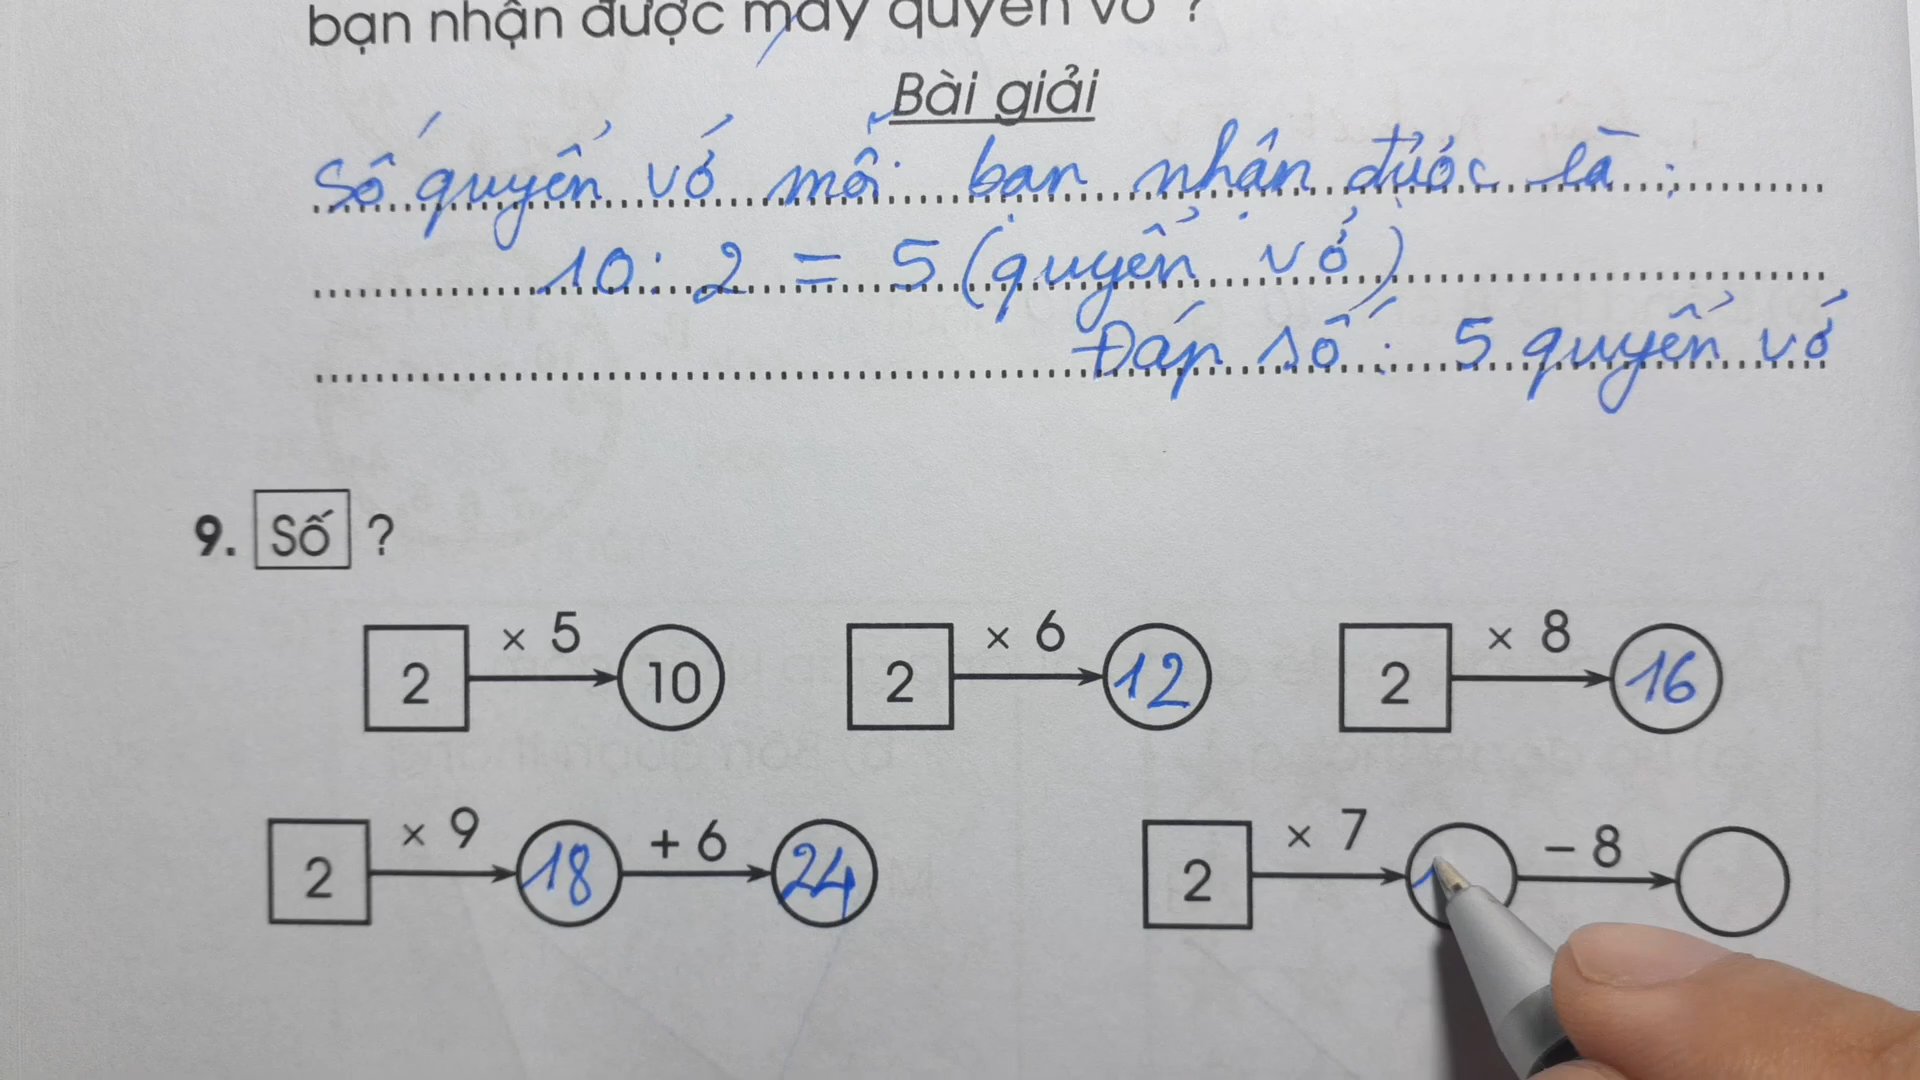 bạn nhận được mấy quyển vở ?
Bài giải
Số quyển vở mỗi bạn nhận được là :
10 : 2 = 5 (quyển vở)
Đáp số : 5 quyển vở
9. Số ?
2 × 5 10 2 × 6 12 2 × 8 16
2 × 9 18 + 6 24 2 × 7 1 − 8